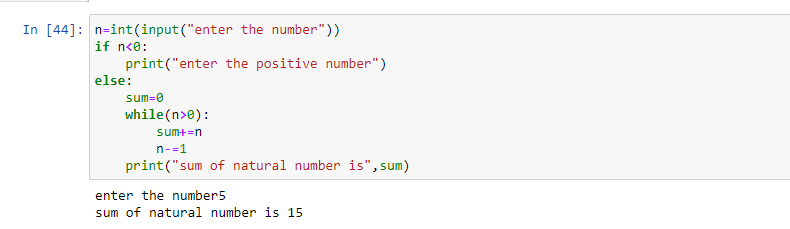 In [44]: n=int(input("enter the number"))
if n<0:
    print("enter the positive number")
else:
    sum=0
    while(n>0):
        sum+=n
        n-=1
    print("sum of natural number is",sum)
enter the number5
sum of natural number is 15